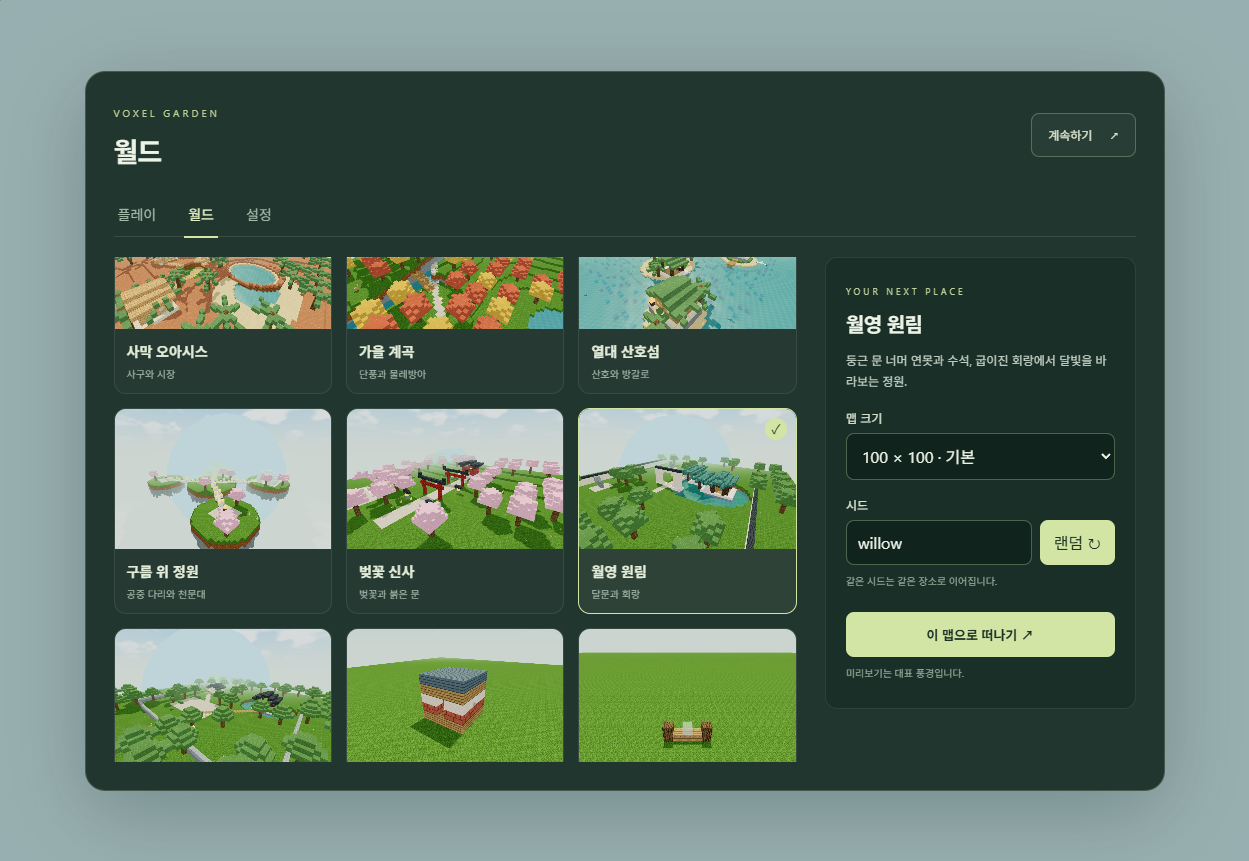 VOXEL GARDEN
월드
계속하기 ↗
플레이 월드 설정
사막 오아시스
사구와 시장
가을 계곡
단풍과 물레방아
열대 산호섬
산호와 방갈로
구름 위 정원
공중 다리와 천문대
벚꽃 신사
벚꽃과 붉은 문
월영 원림
달문과 회랑
YOUR NEXT PLACE
월영 원림
둥근 문 너머 연못과 수석, 굽이진 회랑에서 달빛을 바
라보는 정원.
맵 크기
100 × 100 · 기본
시드
willow
랜덤 ↻
같은 시드는 같은 장소로 이어집니다.
이 맵으로 떠나기 ↗
미리보기는 대표 풍경입니다.